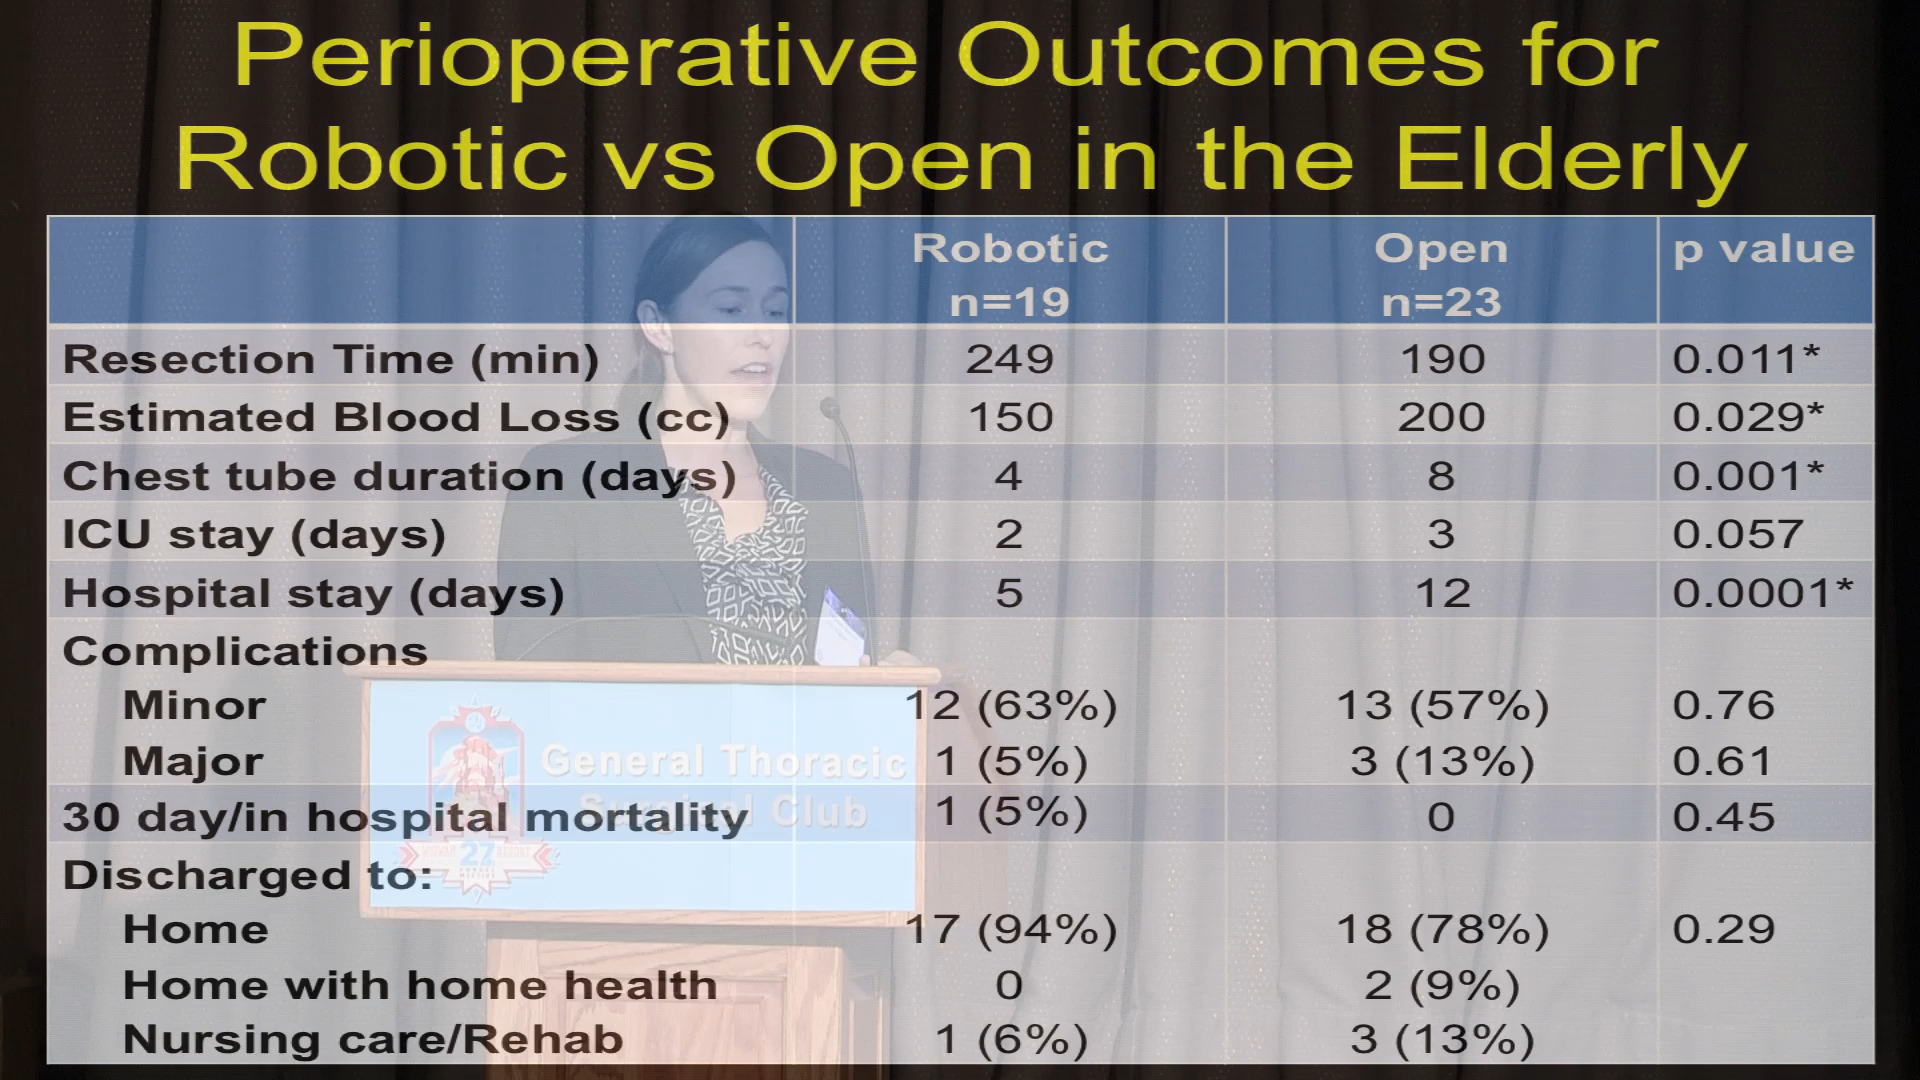 Perioperative Outcomes for
Robotic vs Open in the Elderly
Robotic Open p value
n=19 n=23
Resection Time (min) 249 190 0.011*
Estimated Blood Loss (cc) 150 200 0.029*
Chest tube duration (days) 4 8 0.001*
ICU stay (days) 2 3 0.057
Hospital stay (days) 5 12 0.0001*
Complications
Minor 12 (63%) 13 (57%) 0.76
Major 1 (5%) 3 (13%) 0.61
30 day/in hospital mortality 1 (5%) 0 0.45
Discharged to:
Home 17 (94%) 18 (78%) 0.29
Home with home health 0 2 (9%)
Nursing care/Rehab 1 (6%) 3 (13%)
General Thoracic
Surgical Club
27